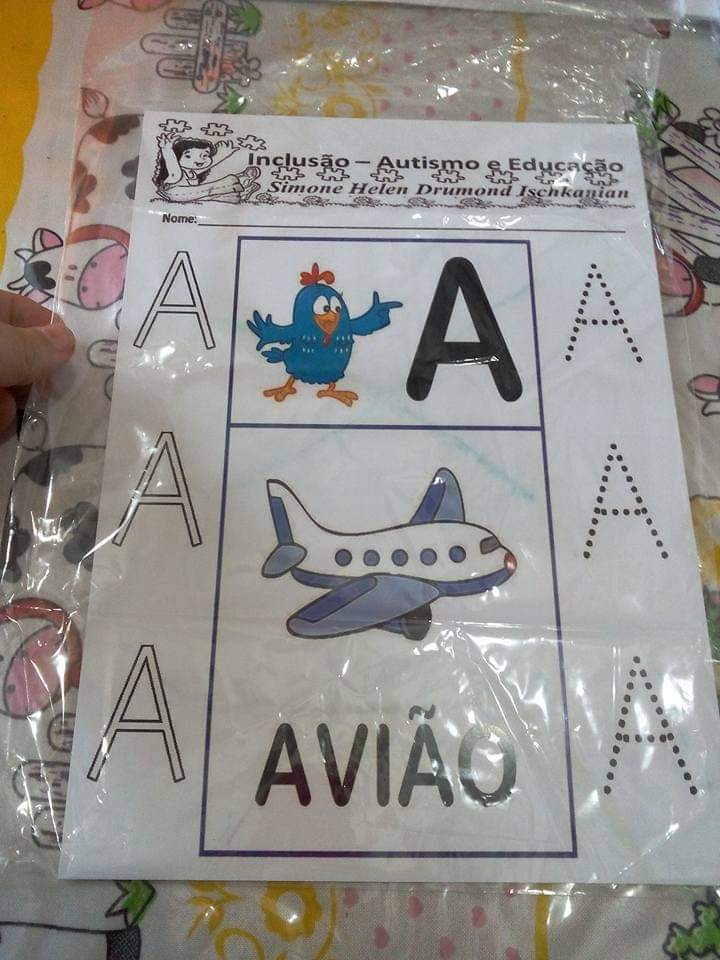 Inclusão – Autismo e Educação
Simone Helen Drumond Ischkanian
Nome:
A A A
A A
AVIÃO
A A